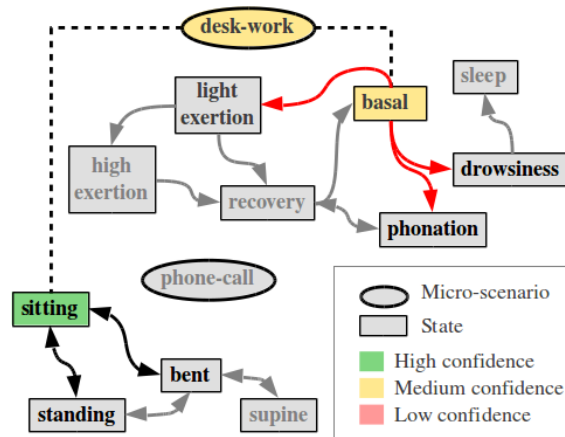 desk-work
light
exertion
basal
sleep
high
exertion
drowsiness
recovery
phonation
phone-call
sitting
bent
standing
supine
Micro-scenario
State
High confidence
Medium confidence
Low confidence